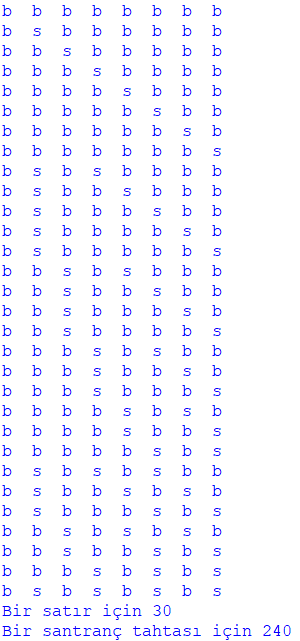 b b b b b b b b
b s b b b b b b
b b s b b b b b
b b b s b b b b
b b b b s b b b
b b b b b s b b
b b b b b b s b
b b b b b b b s
b s b s b b b b
b s b b s b b b
b s b b b s b b
b s b b b b s b
b s b b b b b s
b b s b s b b b
b b s b b s b b
b b s b b b s b
b b s b b b b s
b b b s b s b b
b b b s b b s b
b b b s b b b s
b b b b s b s b
b b b b s b b s
b b b b b s b s
b s b s b s b b
b s b b s b s b
b s b b b s b s
b b s b s b s b
b b s b b s b s
b b b s b s b s
b s b s b s b s
Bir satır için 30
Bir santranç tahtası için 240